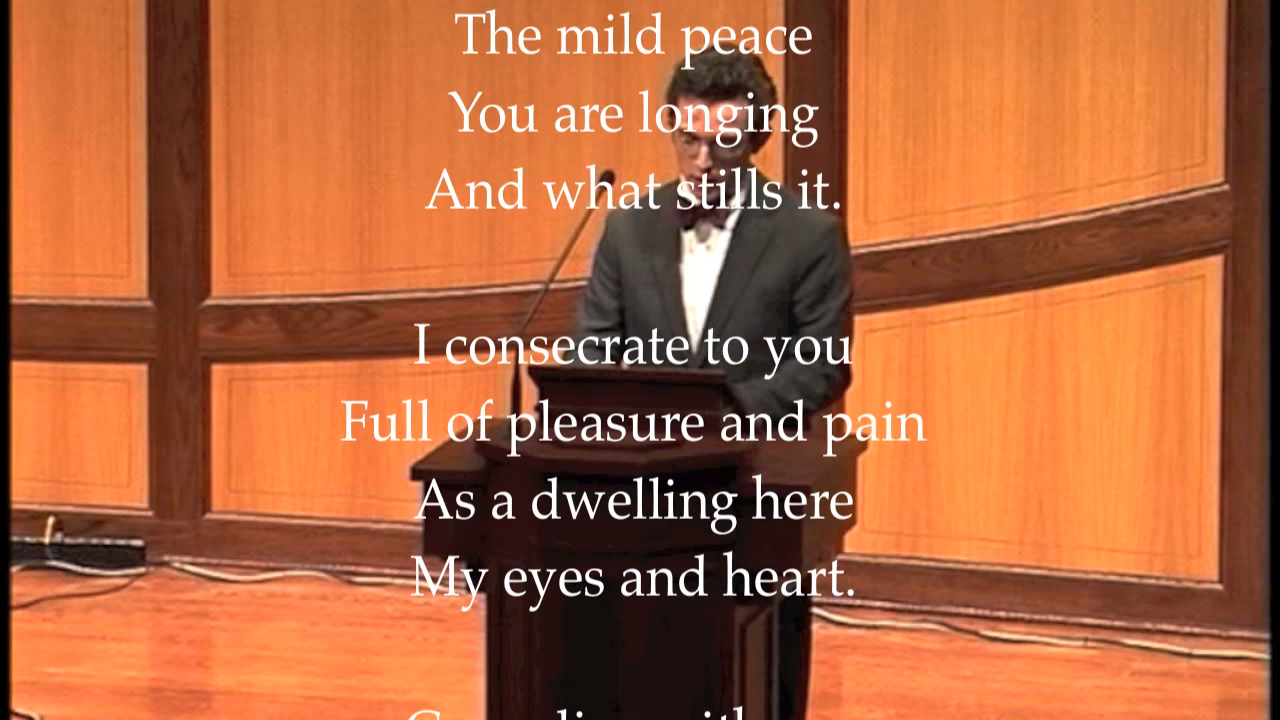 The mild peace
You are longing
And what stills it.
I consecrate to you
Full of pleasure and pain
As a dwelling here
My eyes and heart.